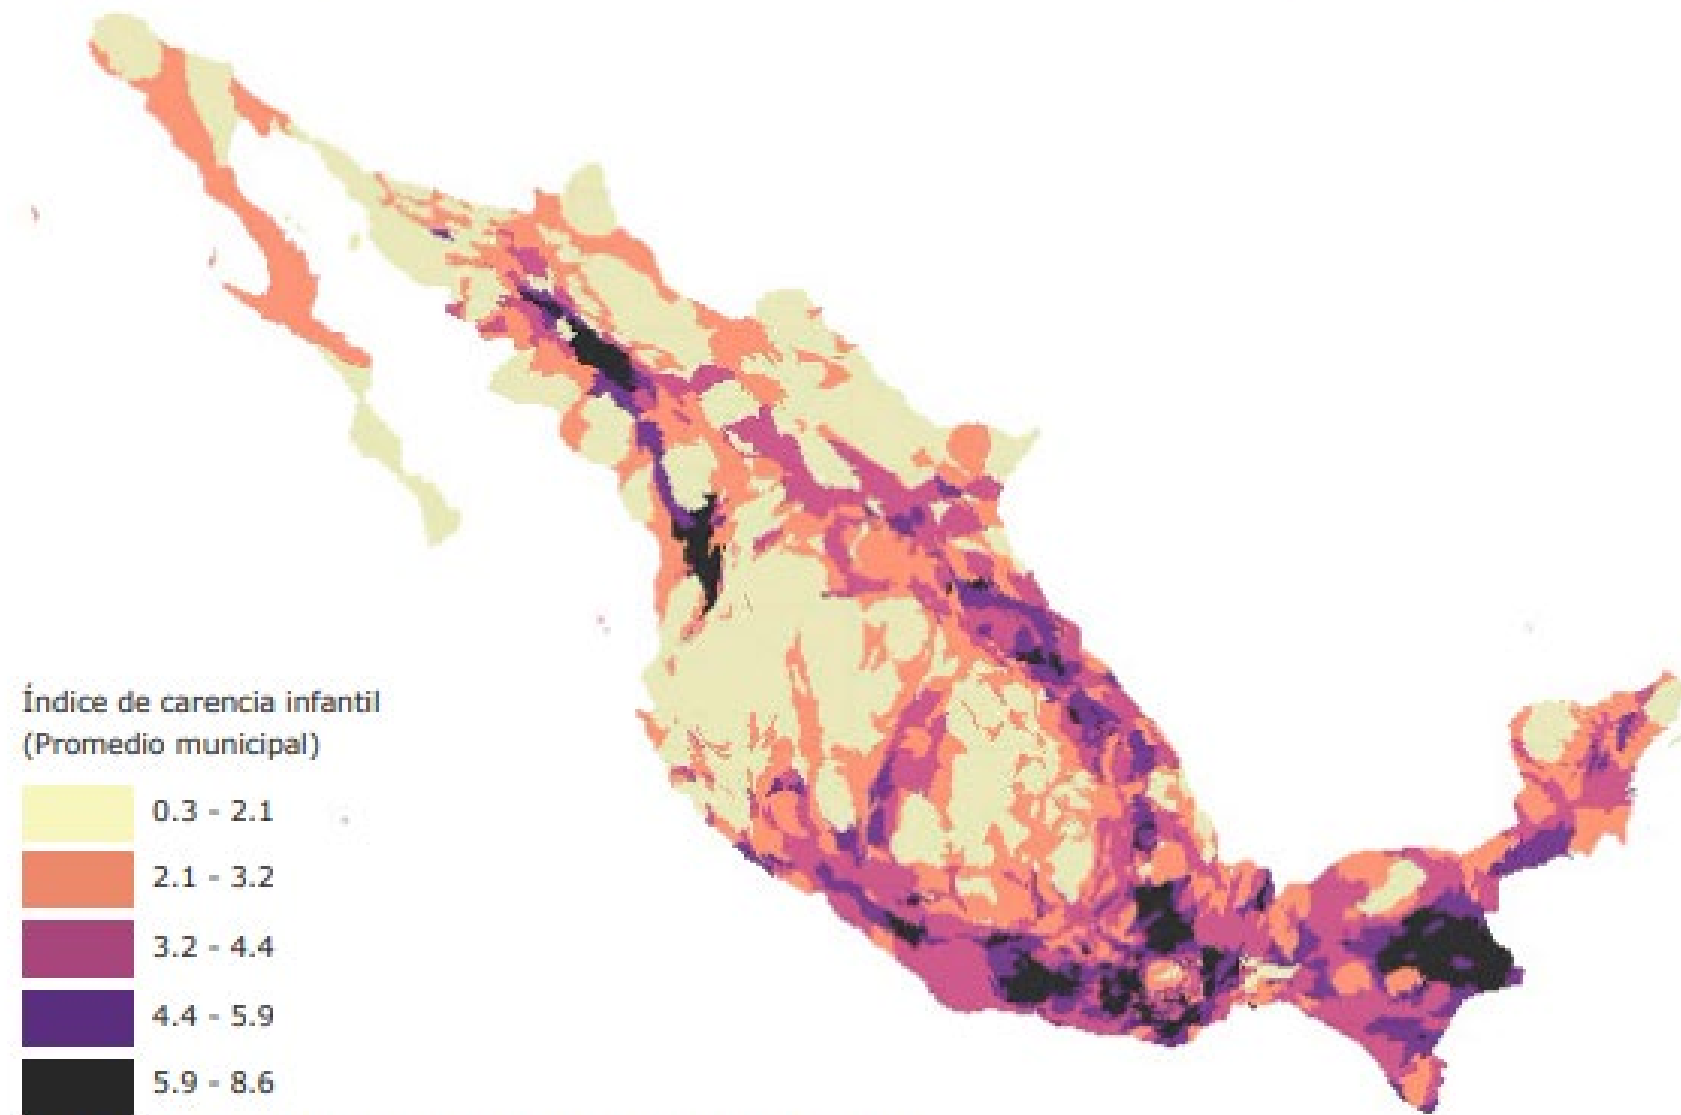 Índice de carencia infantil
(Promedio municipal)
0.3 - 2.1
2.1 - 3.2
3.2 - 4.4
4.4 - 5.9
5.9 - 8.6